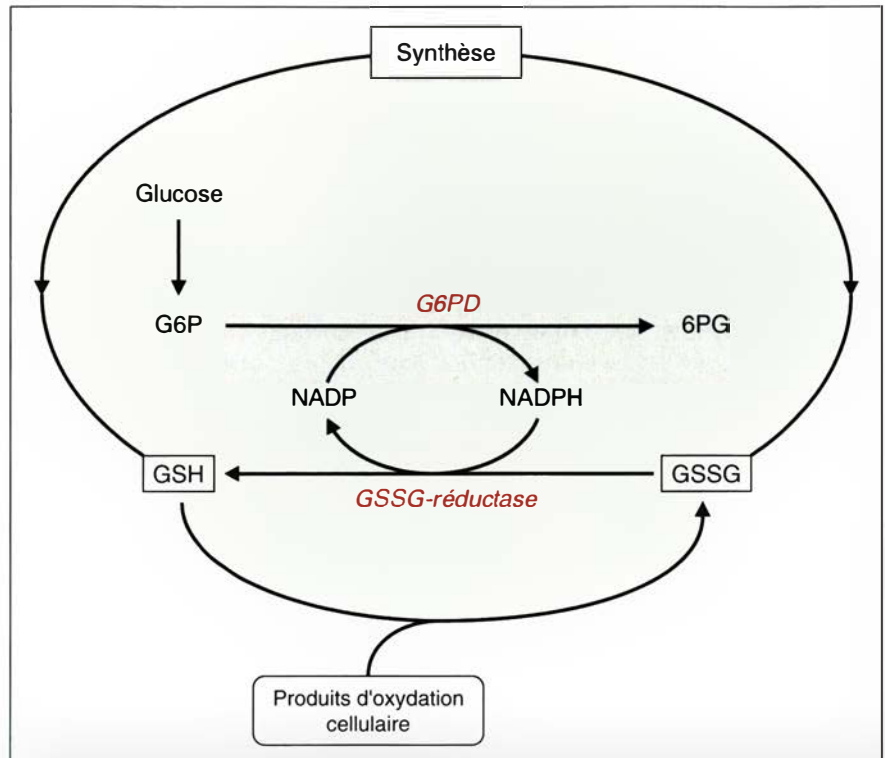 Synthèse
Glucose
G6PD
G6P
6PG
NADP
NADPH
GSH
GSSG
GSSG-réductase
Produits d'oxydation
cellulaire